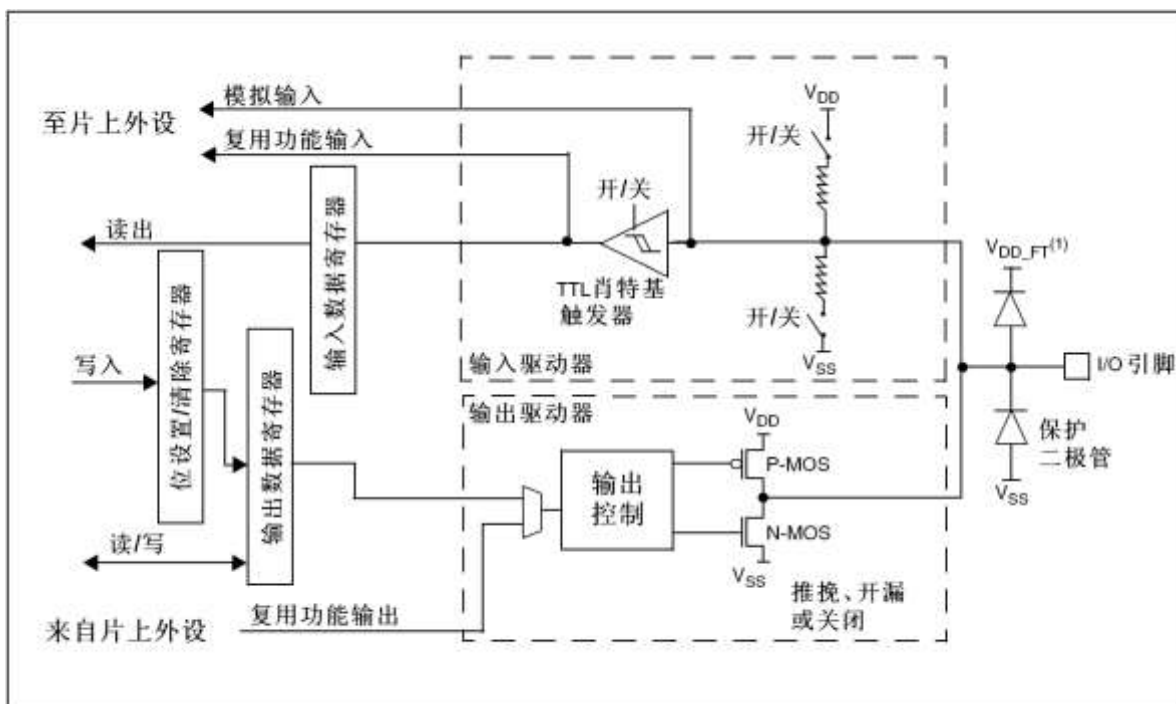 至片上外设
模拟输入
复用功能输入
读出
输入数据寄存器
位设置/清除寄存器
写入
输出数据寄存器
读/写
来自片上外设
复用功能输出
V_DD
开/关
开/关
TTL肖特基
触发器
开/关
V_SS
输入驱动器
输出驱动器
V_DD
P-MOS
输出
控制
N-MOS
V_SS
推挽、开漏
或关闭
V_DD_FT(1)
I/O 引脚
保护
二极管
V_SS